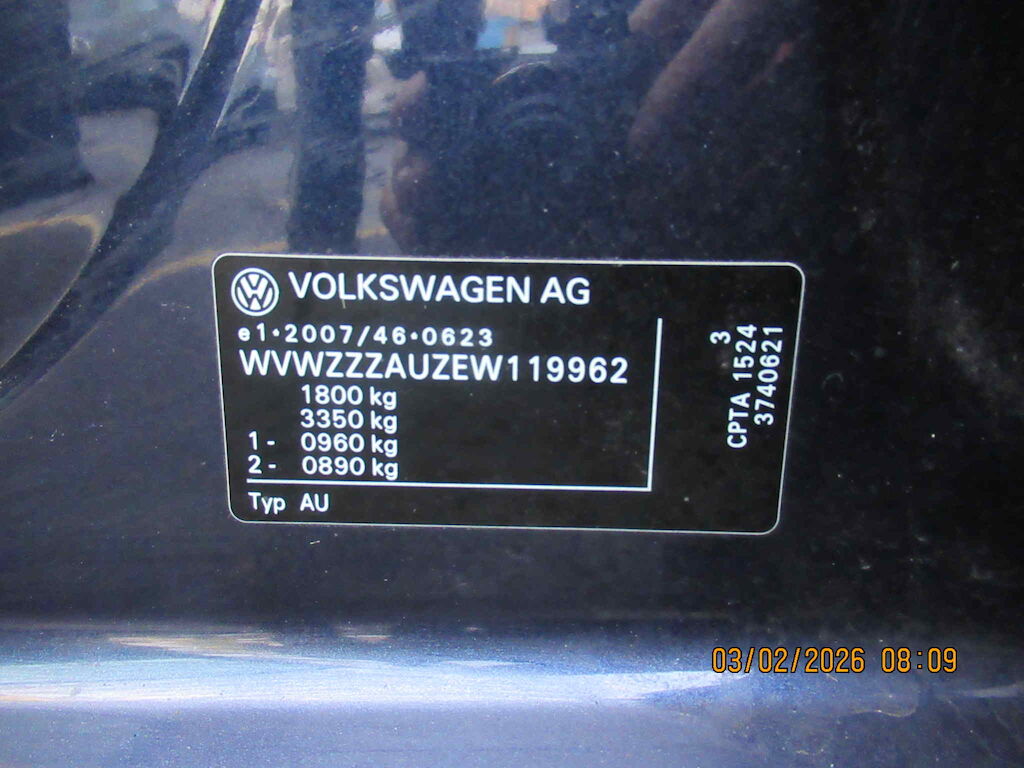 VOLKSWAGEN AG
e1*2007/46*0623
WVWZZZAUZEW119962
1800 kg
3350 kg
1- 0960 kg
2- 0890 kg
Typ AU
3
CPTA 1524
3740621
03/02/2026 08:09